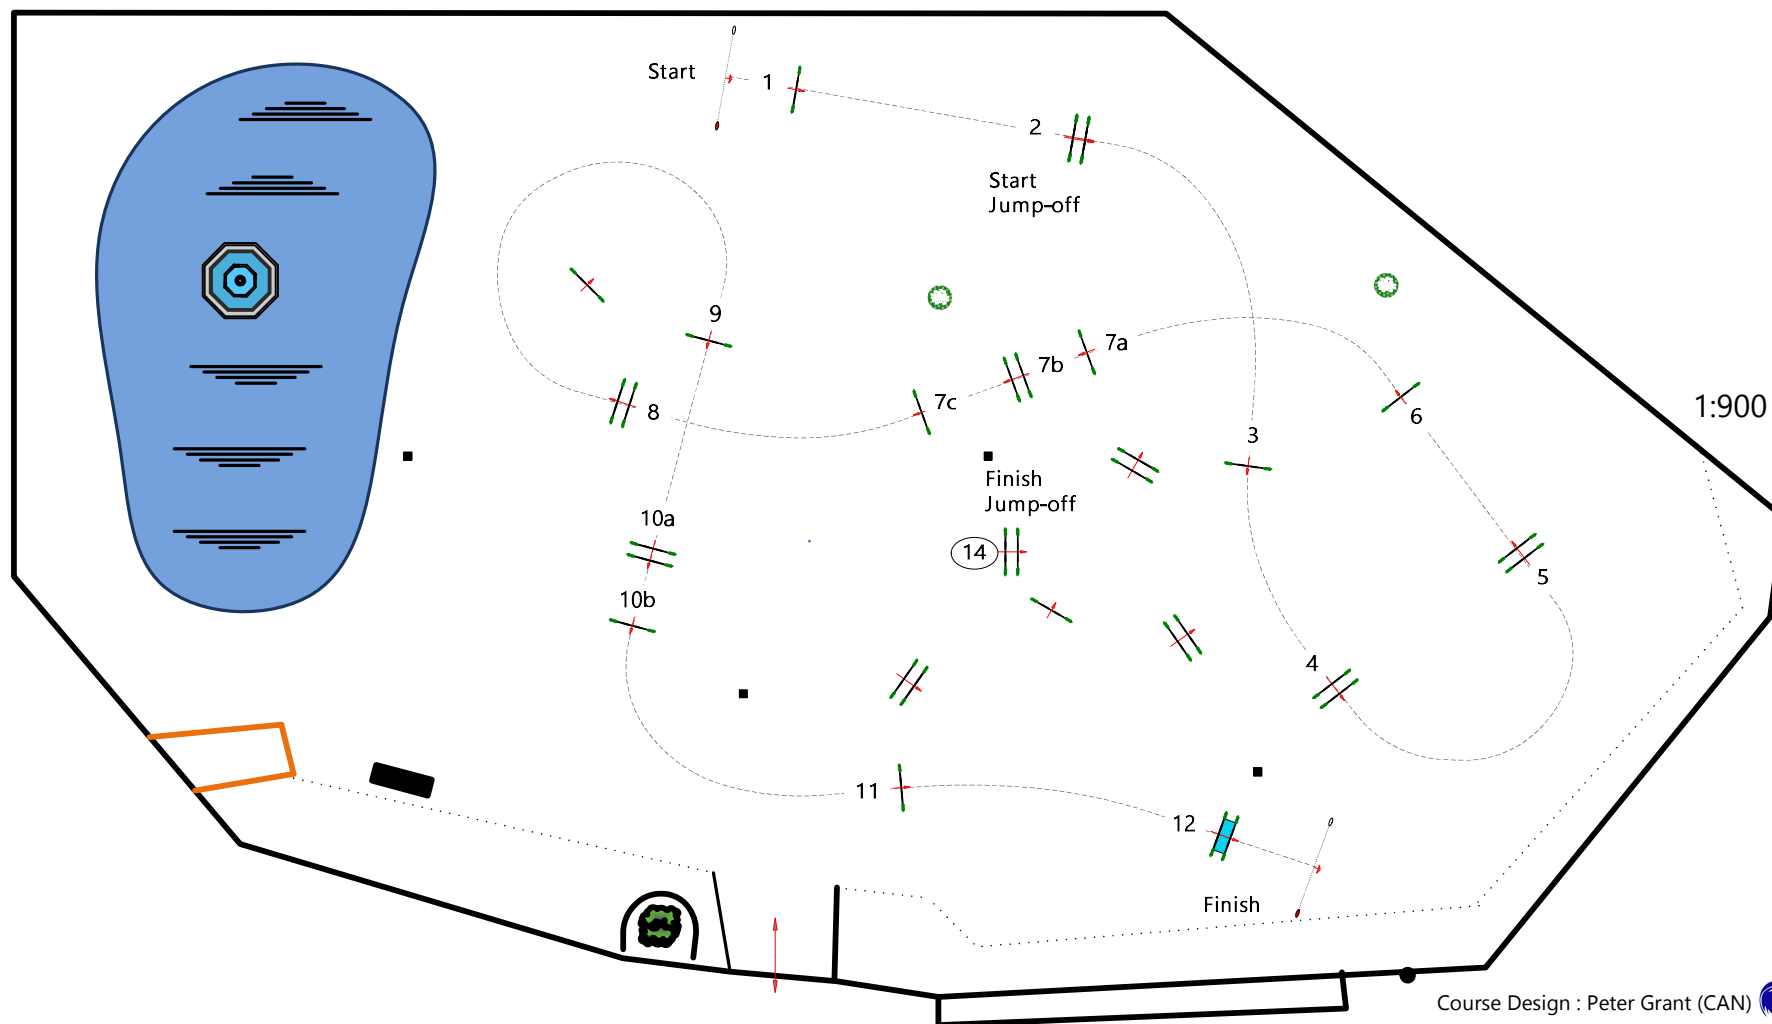 Start
1
2
Start
Jump-off
9
7a
7b
7c
8
6
1:900
3
Finish
Jump-off
10a
14
5
10b
4
11
12
Finish
Course Design : Peter Grant (CAN)